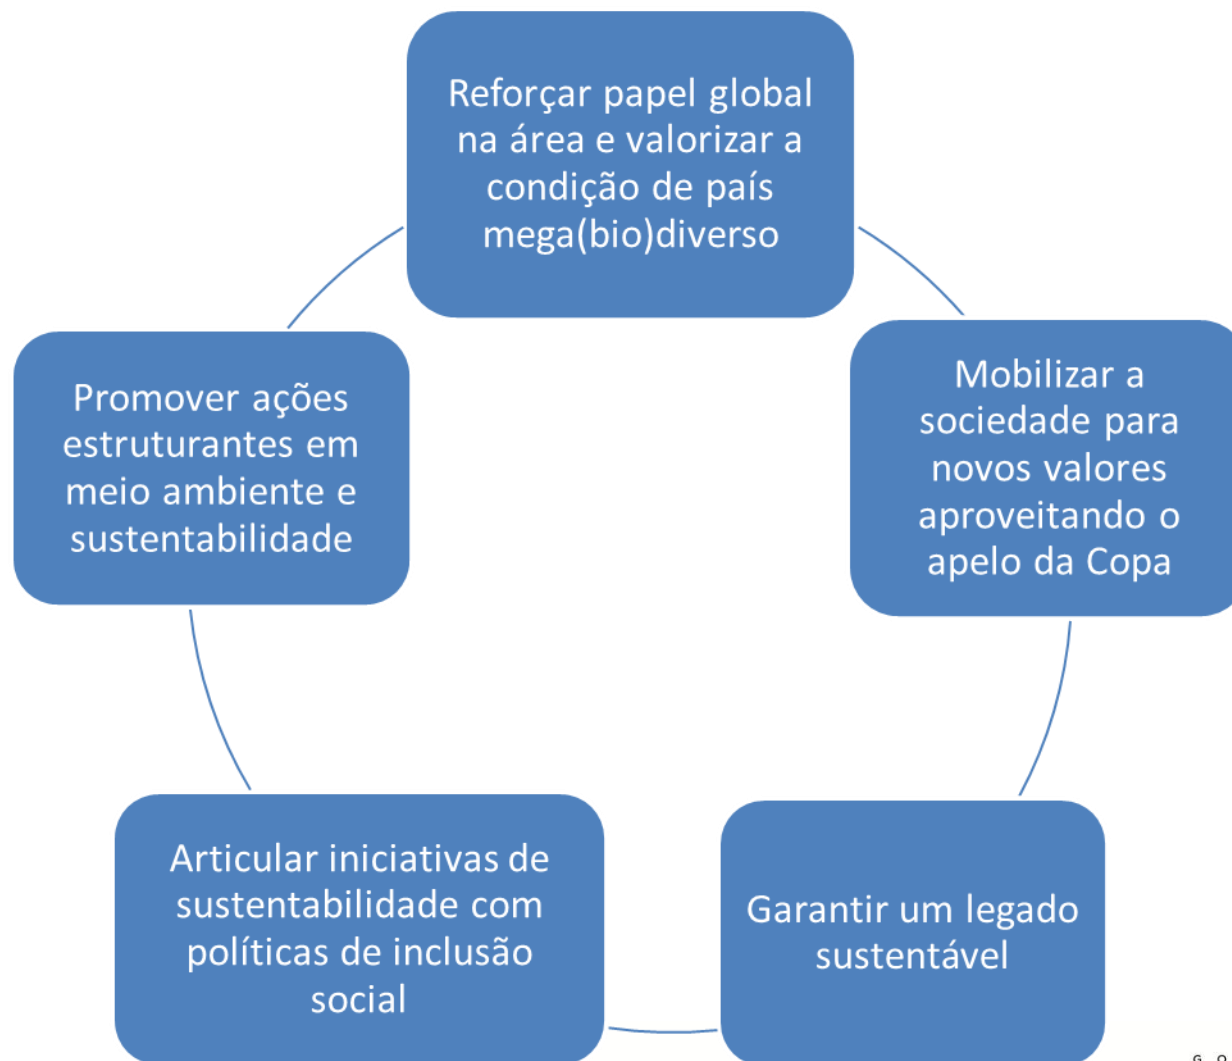 Reforçar papel global
na área e valorizar a
condição de país
mega(bio)diverso
Mobilizar a
sociedade para
novos valores
aproveitando o
apelo da Copa
Garantir um legado
sustentável
Articular iniciativas de
sustentabilidade com
políticas de inclusão
social
Promover ações
estruturantes em
meio ambiente e
sustentabilidade